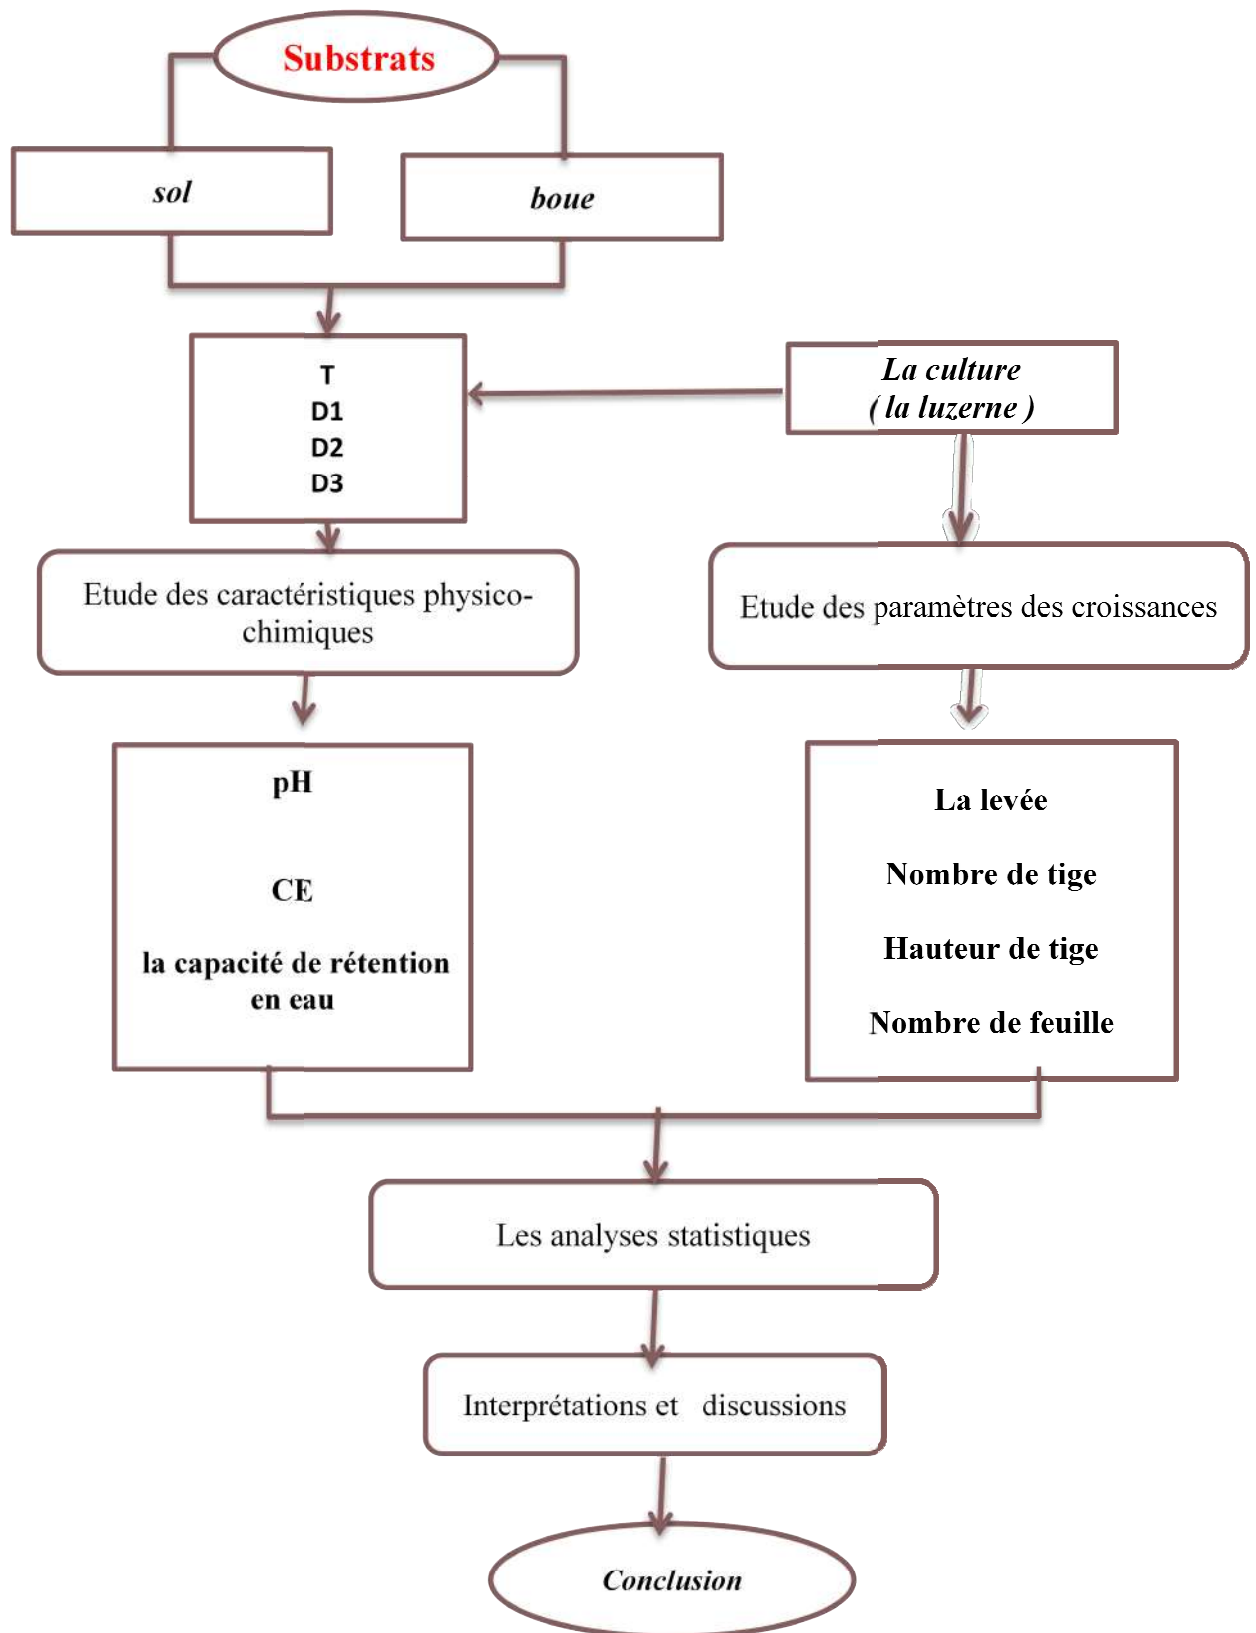 Substrats
sol
boue
T
D1
D2
D3
La culture
( la luzerne )
Etude des caractéristiques physico-
chimiques
Etude des paramètres des croissances
pH
CE
la capacité de rétention
en eau
La levée
Nombre de tige
Hauteur de tige
Nombre de feuille
Les analyses statistiques
Interprétations et discussions
Conclusion